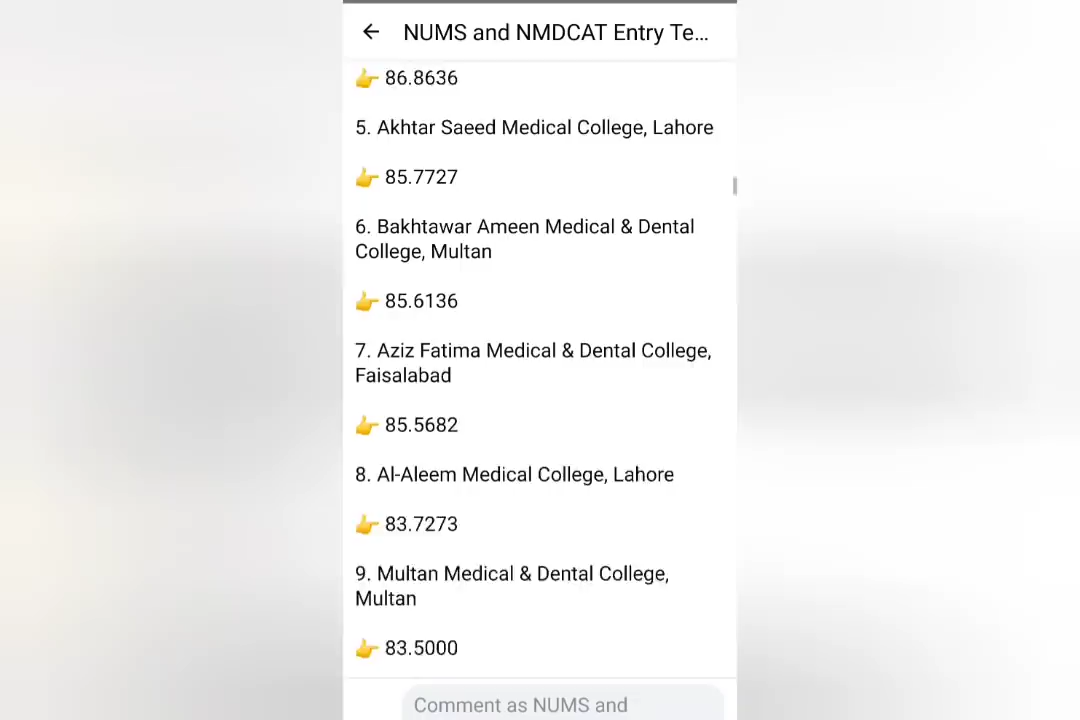 NUMS and NMDCAT Entry Te...
👉 86.8636
5. Akhtar Saeed Medical College, Lahore
👉 85.7727
6. Bakhtawar Ameen Medical & Dental
College, Multan
👉 85.6136
7. Aziz Fatima Medical & Dental College,
Faisalabad
👉 85.5682
8. Al-Aleem Medical College, Lahore
👉 83.7273
9. Multan Medical & Dental College,
Multan
👉 83.5000
Comment as NUMS and